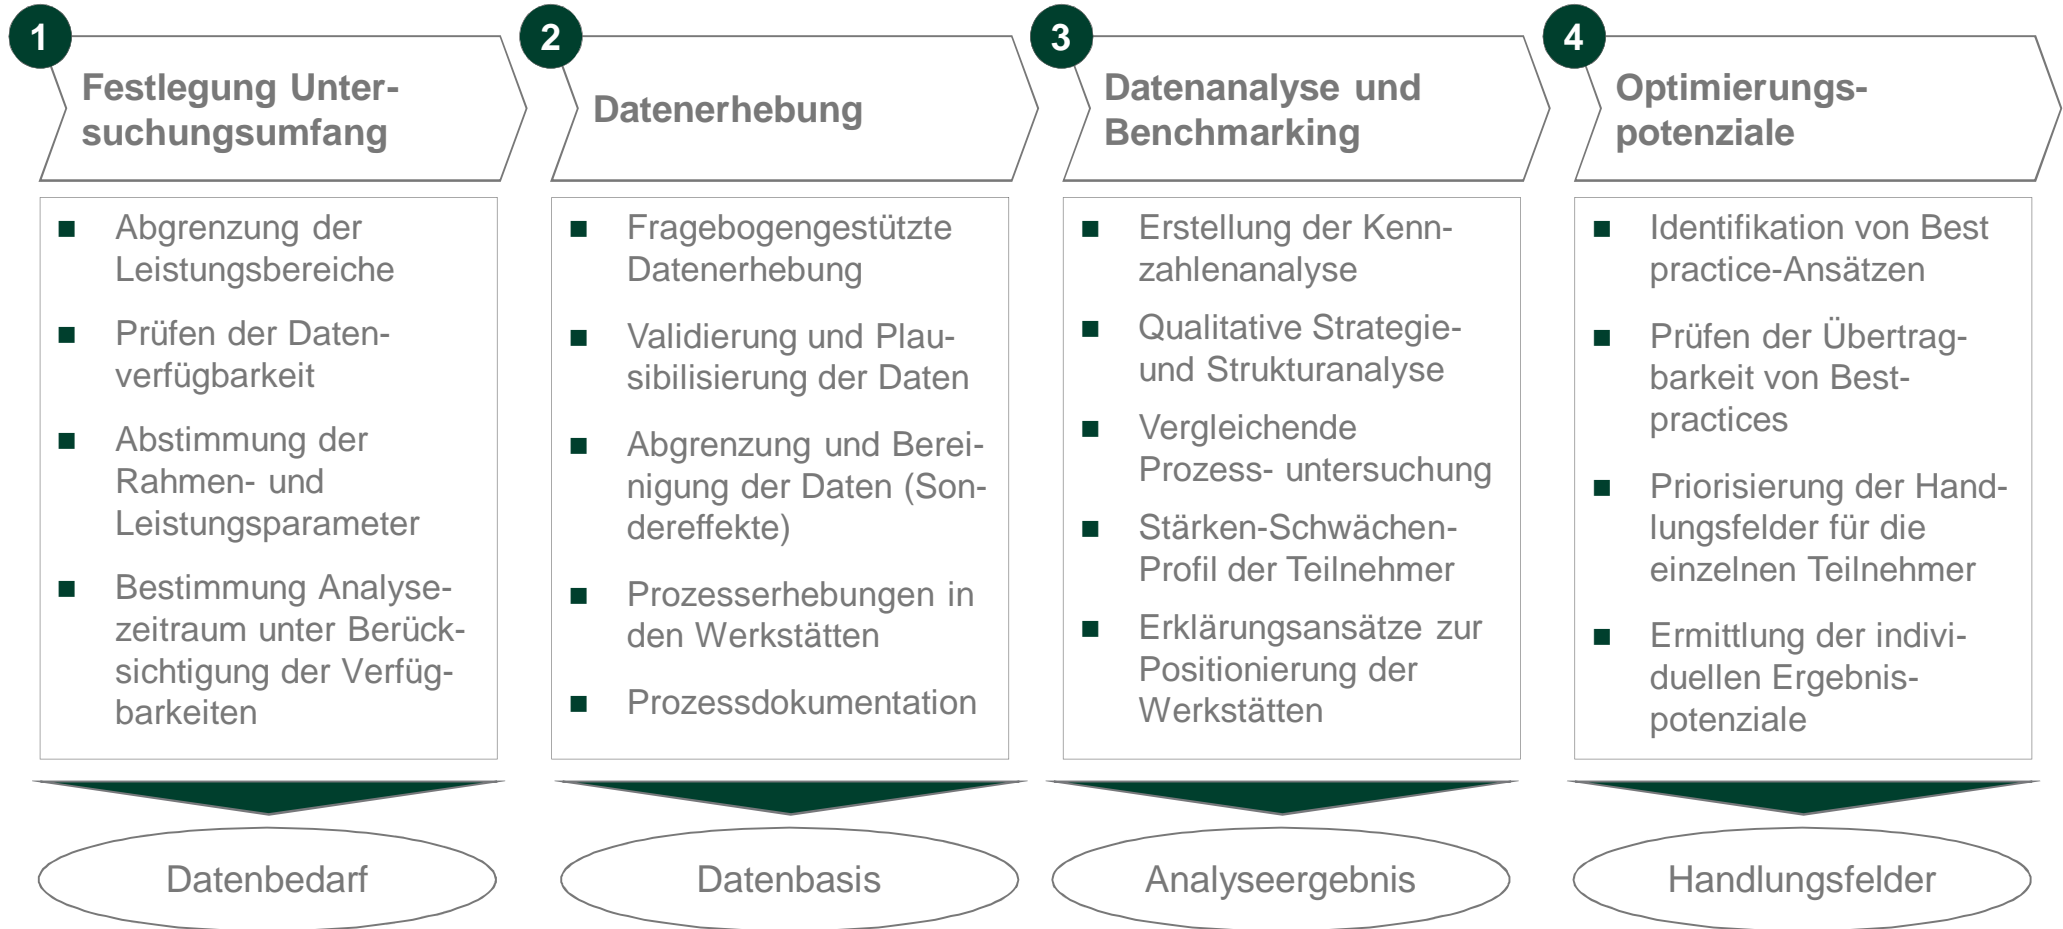 1
Festlegung Unter-
suchungsumfang
Abgrenzung der
Leistungsbereiche
Prüfen der Daten-
verfügbarkeit
Abstimmung der
Rahmen- und
Leistungsparameter
Bestimmung Analyse-
zeitraum unter Berück-
sichtigung der Verfüg-
barkeiten
Datenbedarf
2
Datenerhebung
Fragebogengestützte
Datenerhebung
Validierung und Plau-
sibilisierung der Daten
Abgrenzung und Berei-
nigung der Daten (Son-
dereffekte)
Prozesserhebungen in
den Werkstätten
Prozessdokumentation
Datenbasis
3
Datenanalyse und
Benchmarking
Erstellung der Kenn-
zahlenanalyse
Qualitative Strategie-
und Strukturanalyse
Vergleichende
Prozess- untersuchung
Stärken-Schwächen-
Profil der Teilnehmer
Erklärungsansätze zur
Positionierung der
Werkstätten
Analyseergebnis
4
Optimierungs-
potenziale
Identifikation von Best
practice-Ansätzen
Prüfen der Übertrag-
barkeit von Best-
practices
Priorisierung der Hand-
lungsfelder für die
einzelnen Teilnehmer
Ermittlung der indivi-
duellen Ergebnis-
potenziale
Handlungsfelder